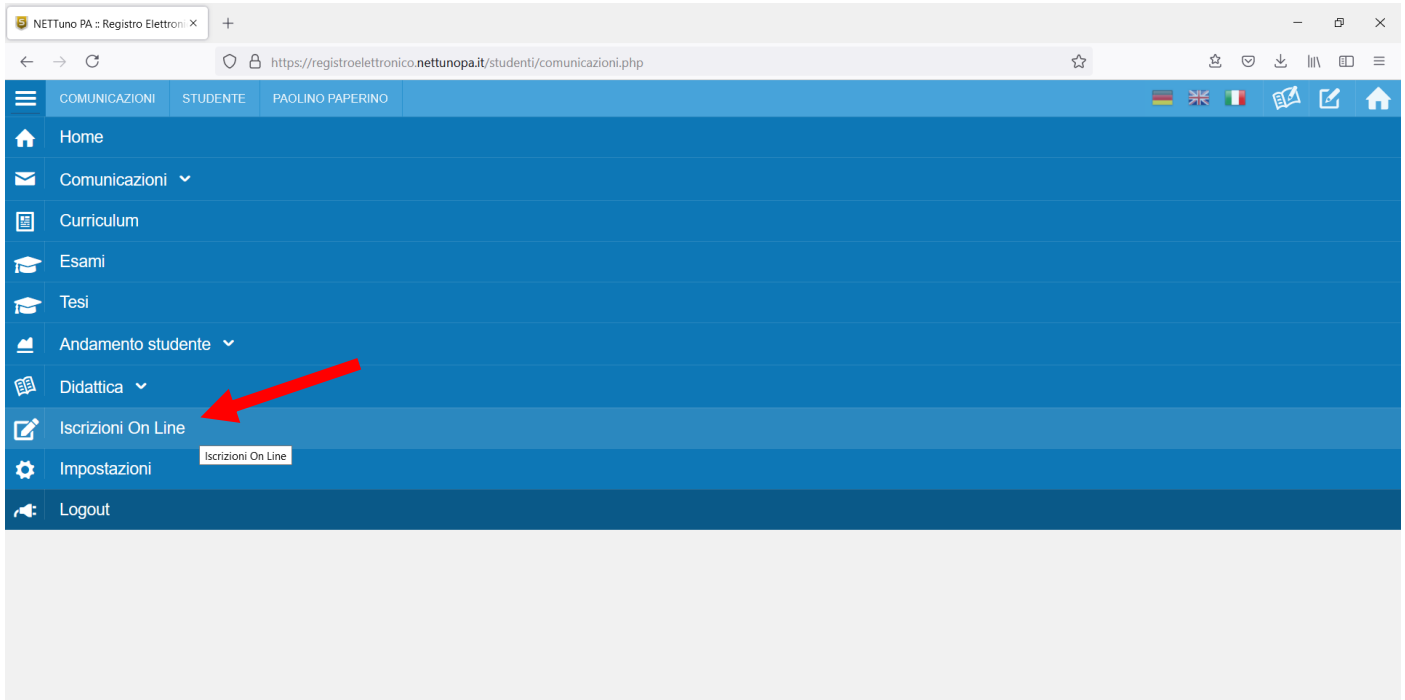 NETTuno PA :: Registro Elettroni
https://registroelettronico.nettunopa.it/studenti/comunicazioni.php
COMUNICAZIONI STUDENTE PAOLINO PAPERINO
Home
Comunicazioni
Curriculum
Esami
Tesi
Andamento studente
Didattica
Iscrizioni On Line
Iscrizioni On Line
Impostazioni
Logout